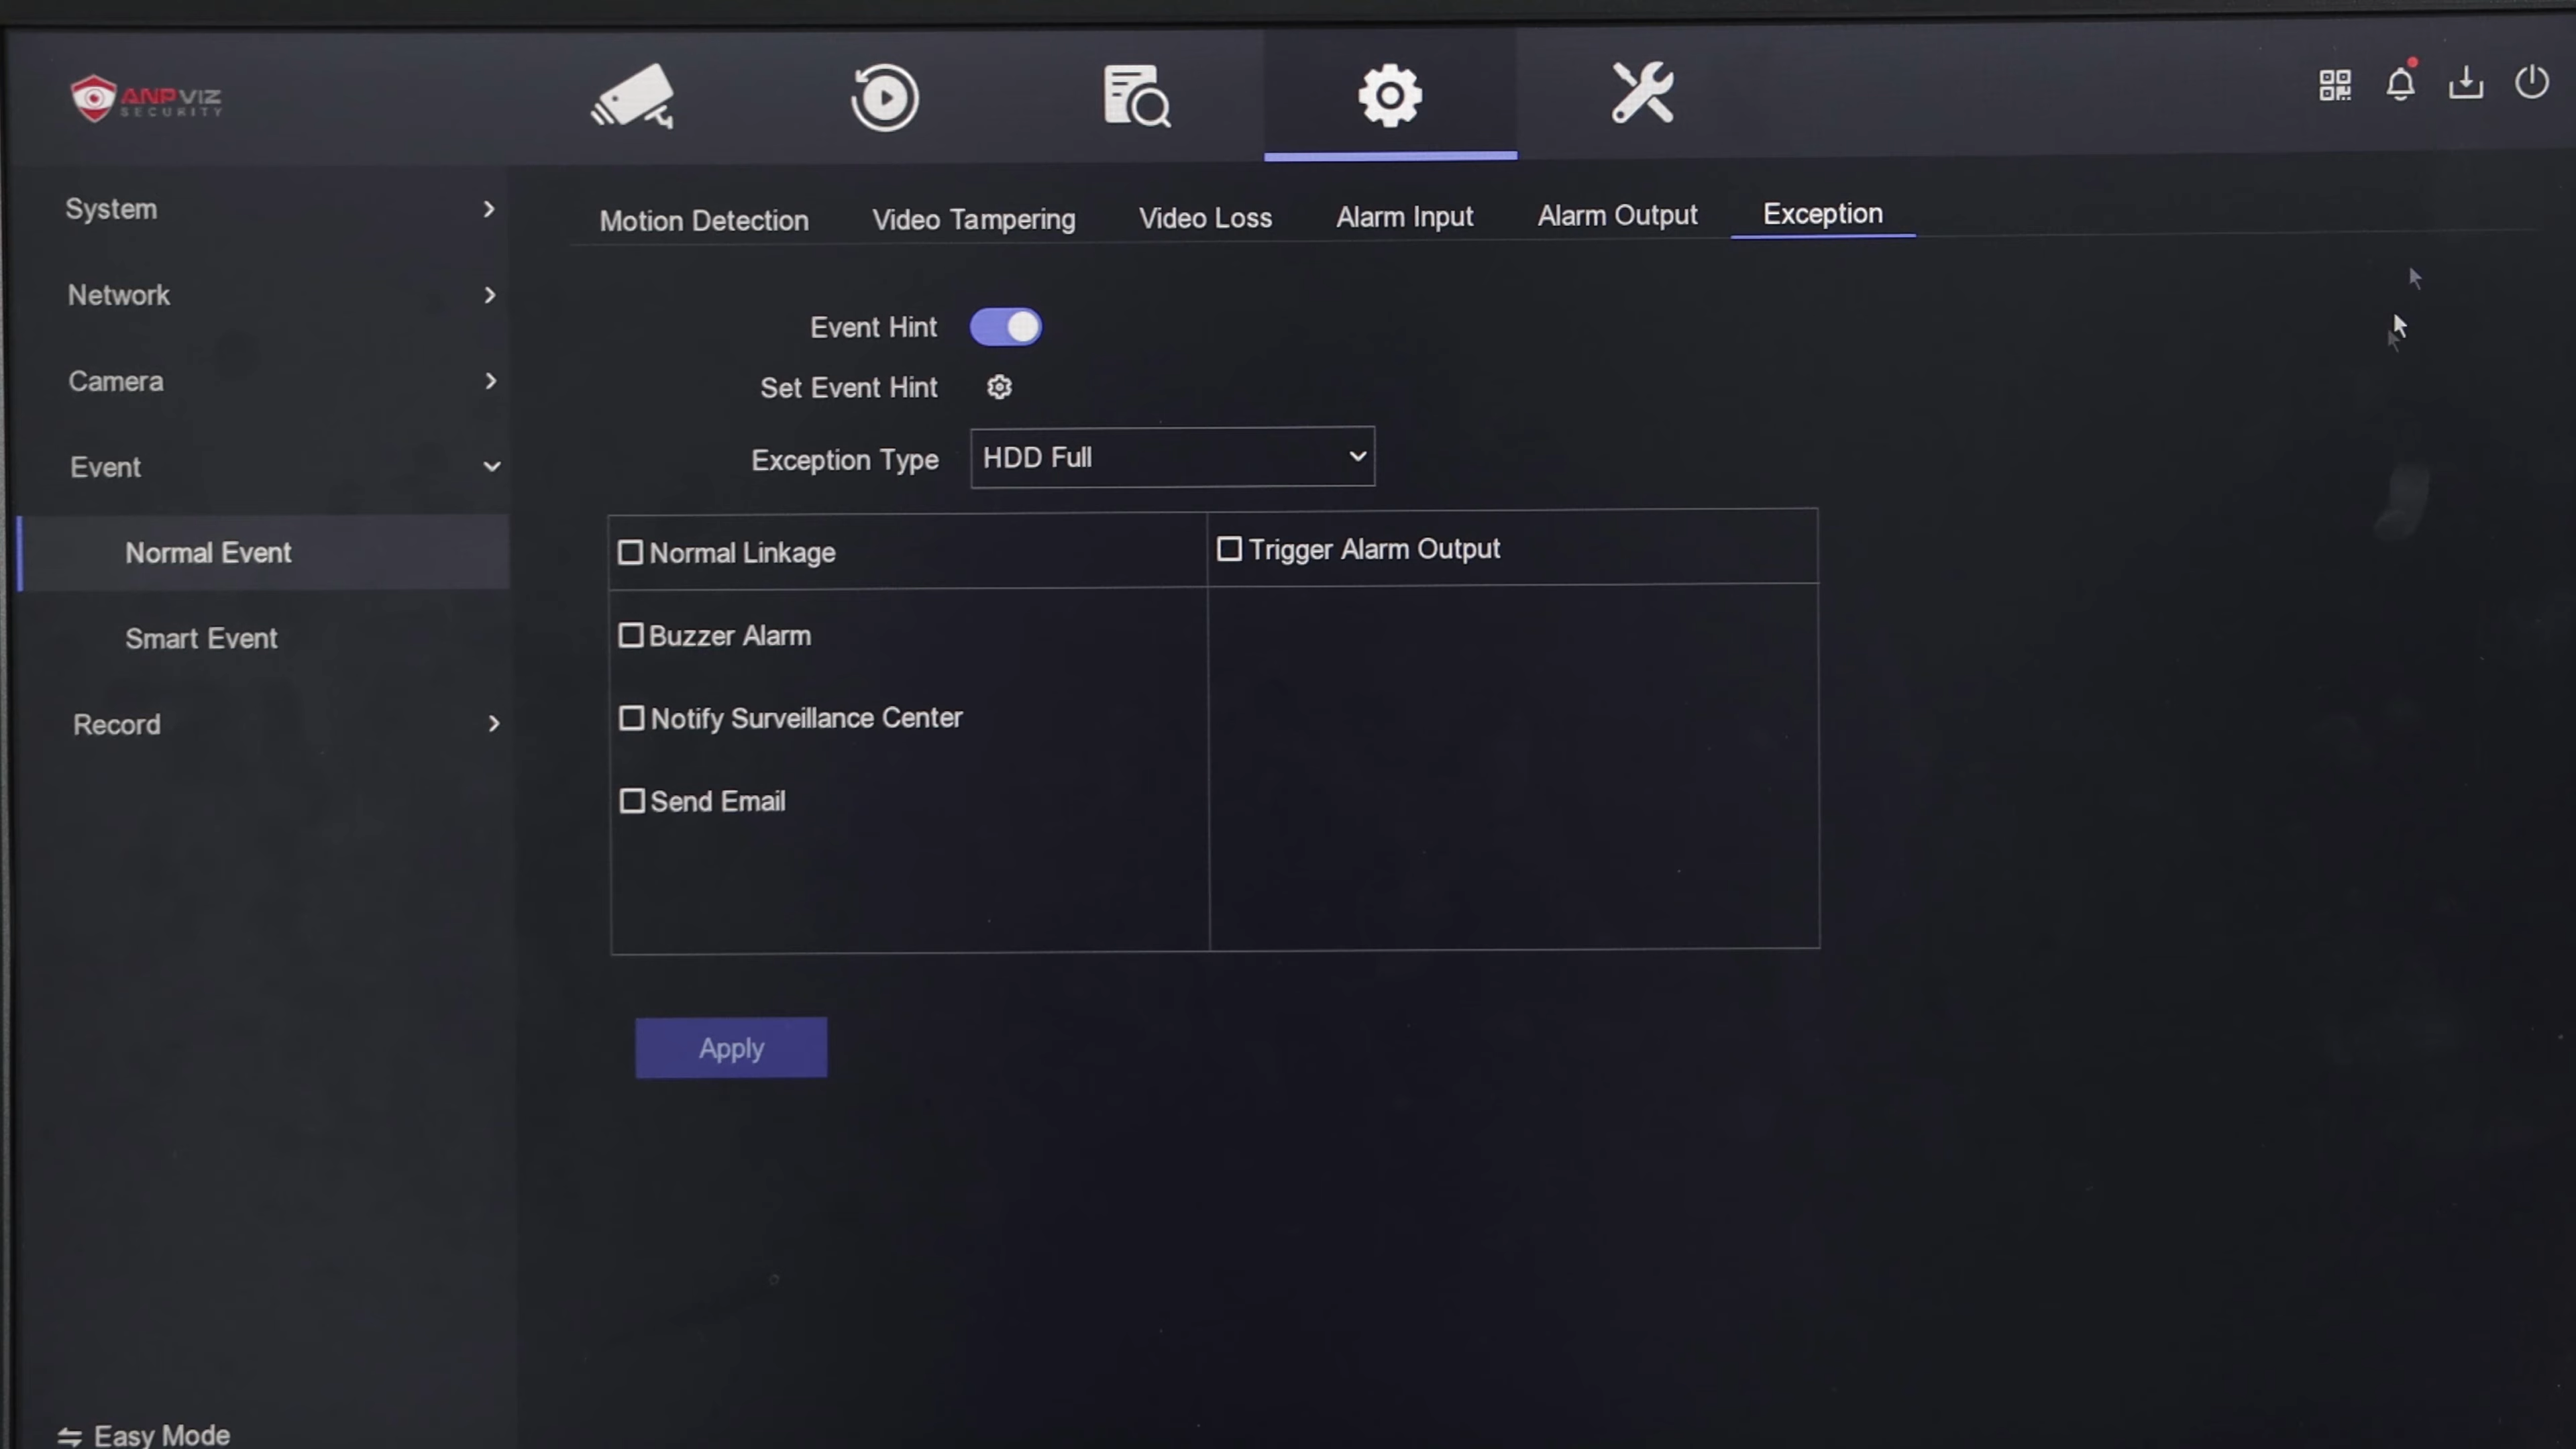 ANPVIZ
SECURITY
System
Network
Camera
Event
Normal Event
Smart Event
Record
Easy Mode
Motion Detection
Video Tampering
Video Loss
Alarm Input
Alarm Output
Exception
Event Hint
Set Event Hint
Exception Type
HDD Full
Normal Linkage
Trigger Alarm Output
Buzzer Alarm
Notify Surveillance Center
Send Email
Apply